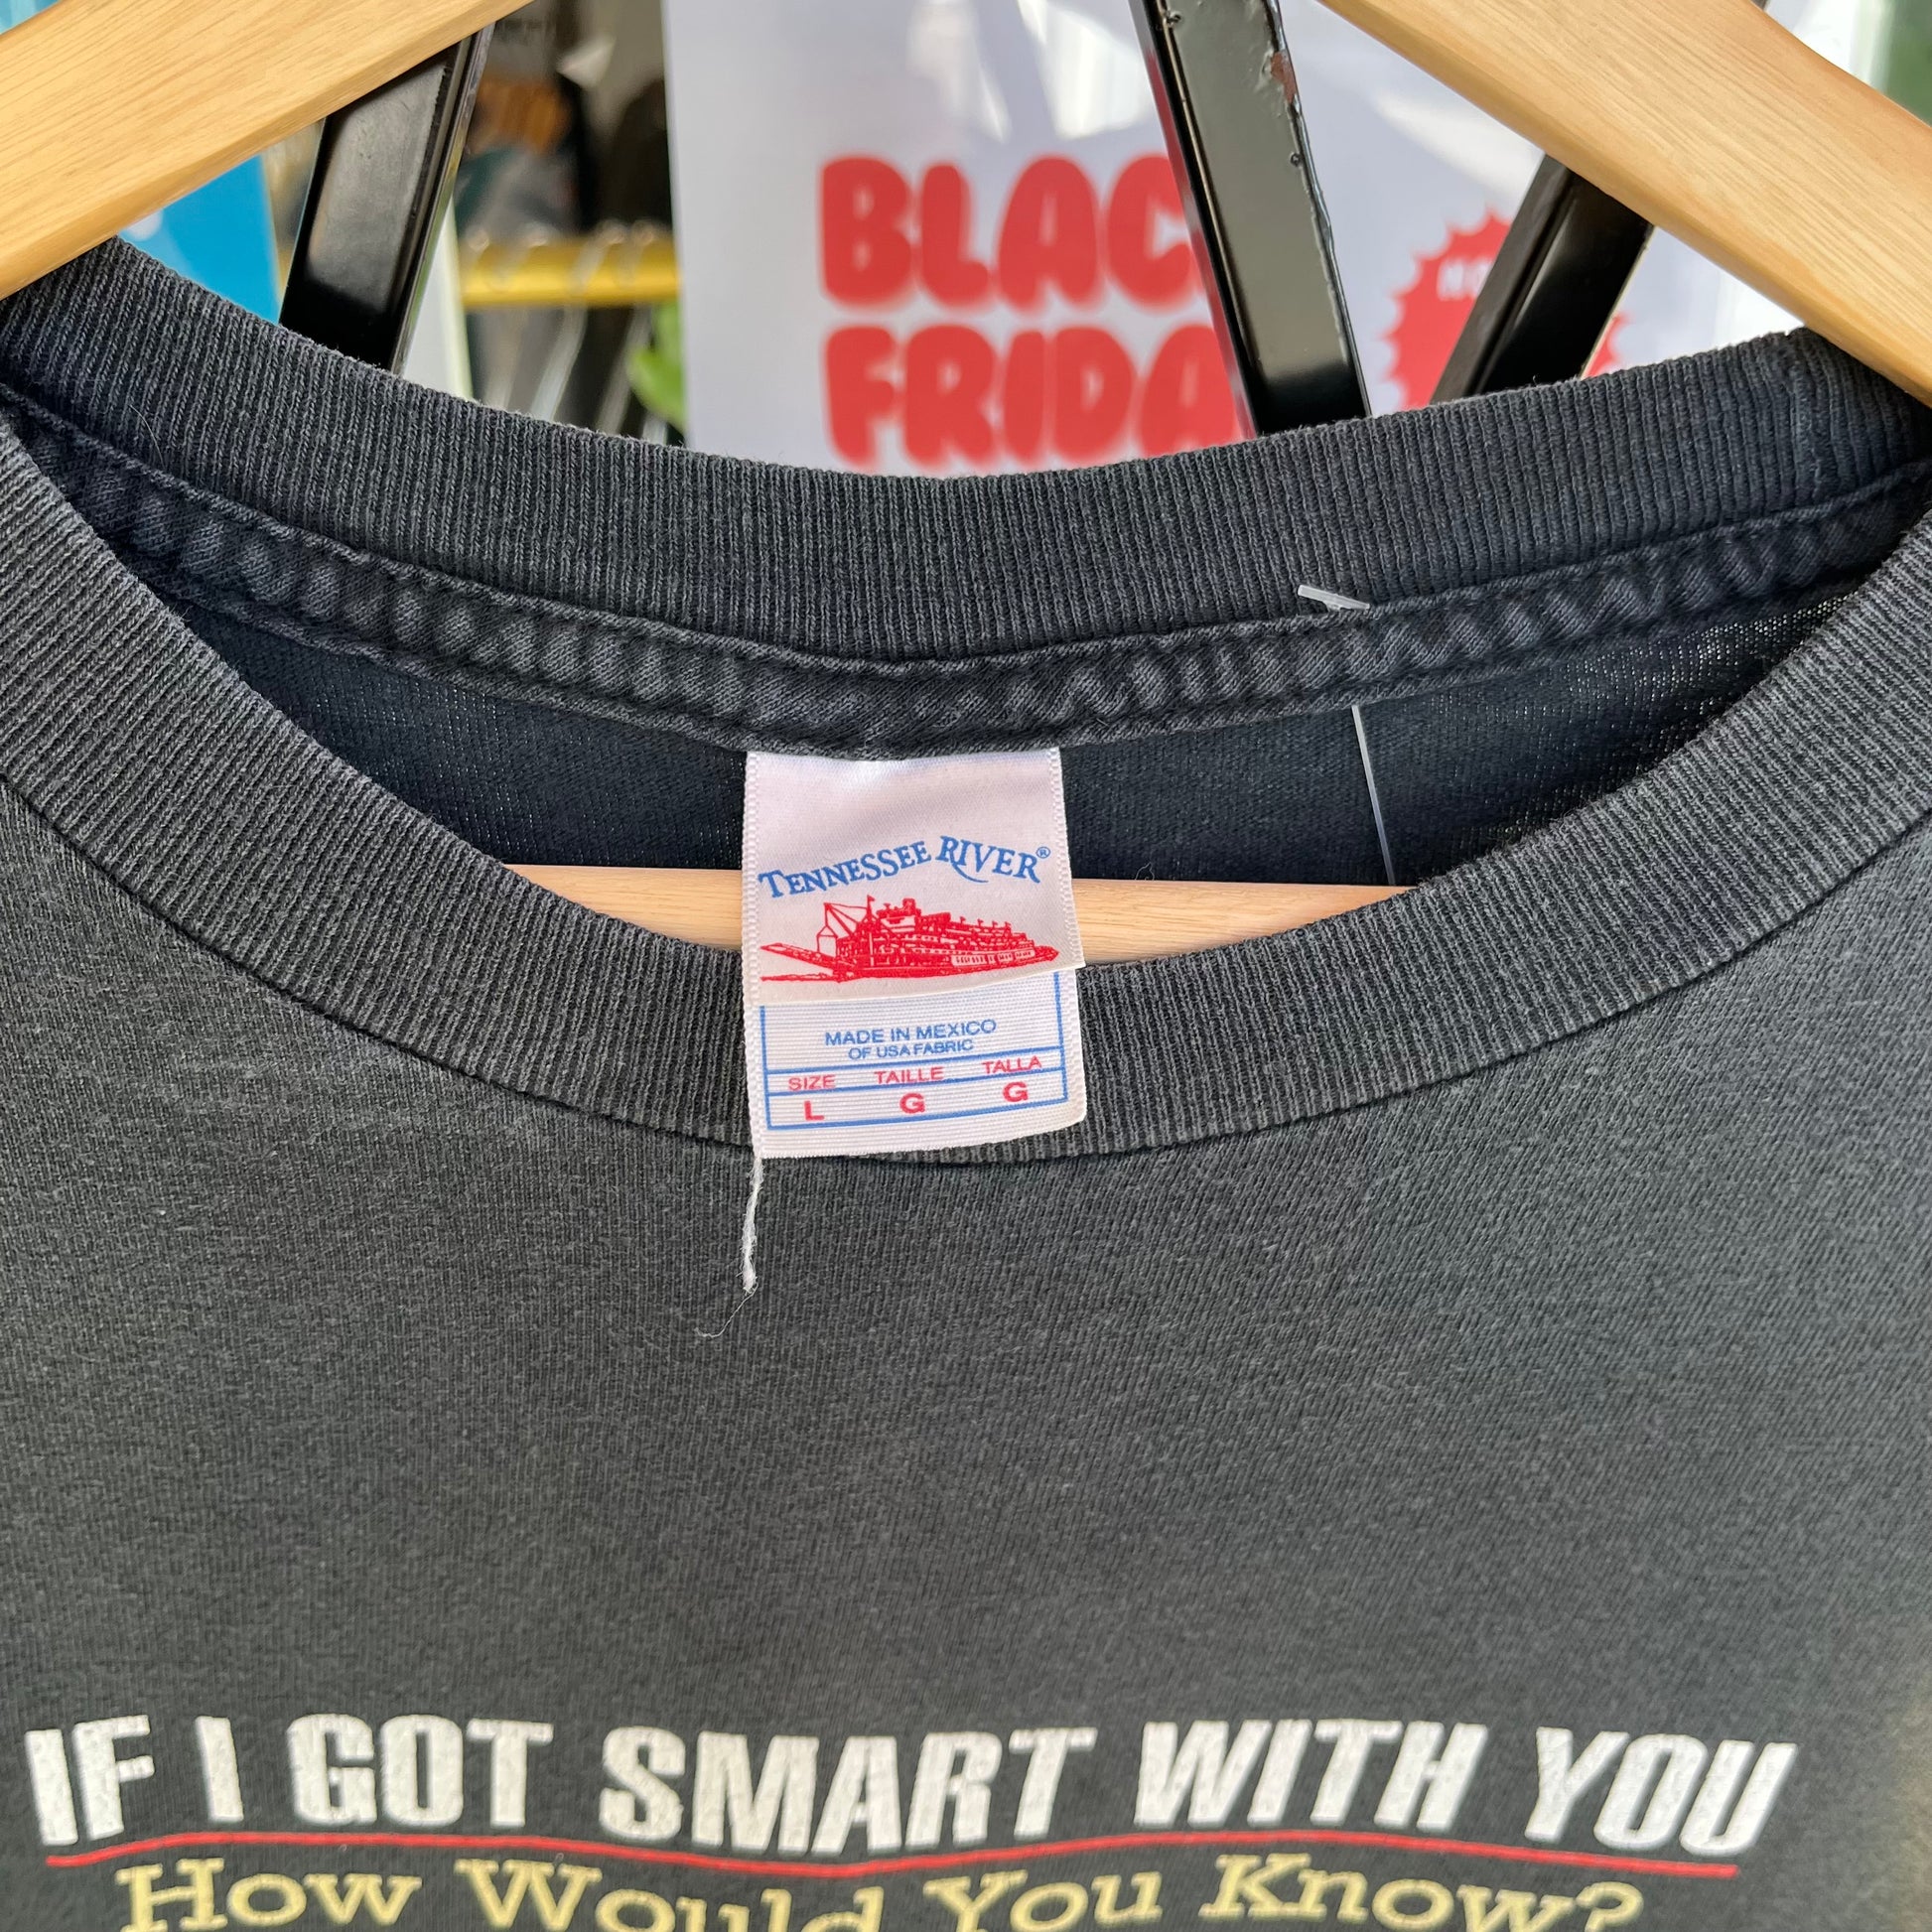 BLAC
FRIDA
TENNESSEE RIVER®
MADE IN MEXICO
OF USA FABRIC
SIZE TAILLE TALLA
L G G
IF I GOT SMART WITH YOU
How Would You Know?